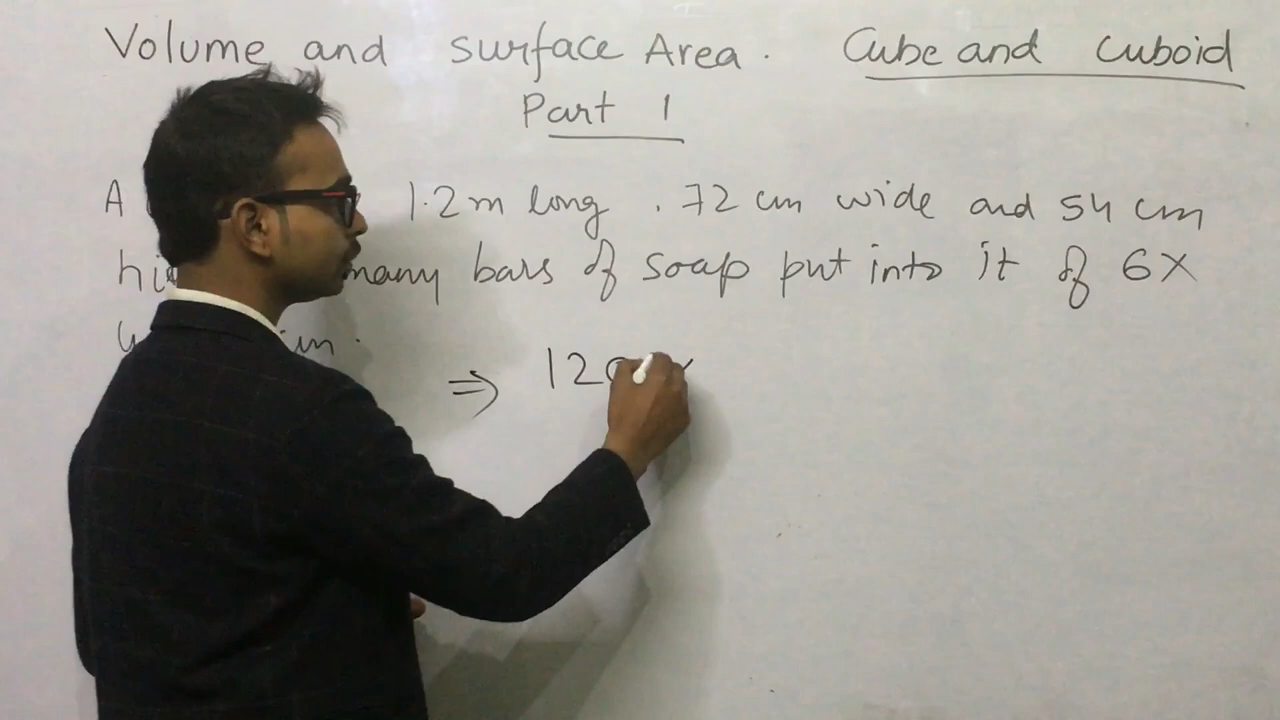 Volume and surface Area. Cube and cuboid
Part 1
A 1.2m long . 72 cm wide and 54 cm
many bars of soap put into it of 6x
⇒ 12